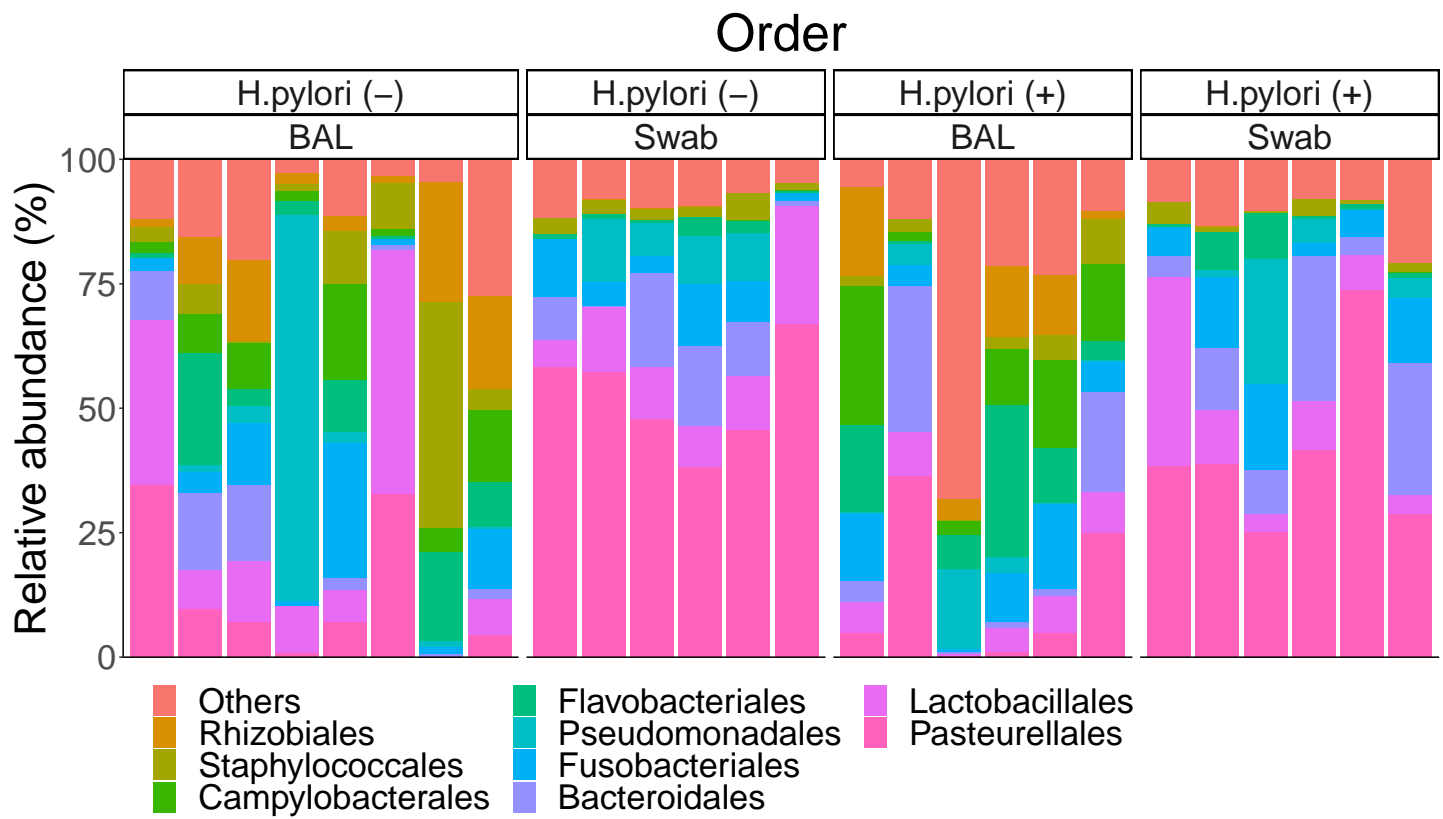 Order
H.pylori (−) H.pylori (−) H.pylori (+) H.pylori (+)
BAL Swab BAL Swab
Relative abundance (%)
100
75
50
25
0
Others Flavobacteriales Lactobacillales
Rhizobiales Pseudomonadales Pasteurellales
Staphylococcales Fusobacteriales
Campylobacterales Bacteroidales